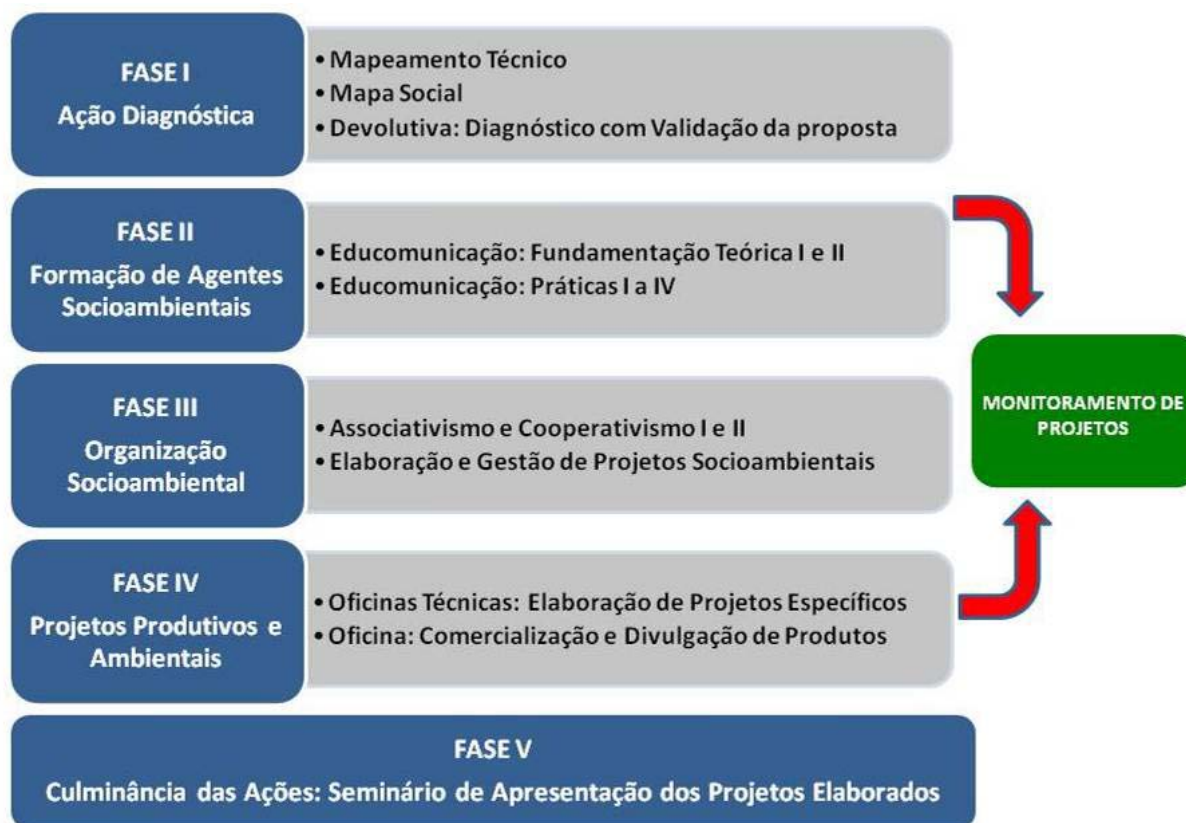 FASE I
Ação Diagnóstica
• Mapeamento Técnico
• Mapa Social
• Devolutiva: Diagnóstico com Validação da proposta
FASE II
Formação de Agentes
Socioambientais
• Educomunicação: Fundamentação Teórica I e II
• Educomunicação: Práticas I a IV
FASE III
Organização
Socioambiental
• Associativismo e Cooperativismo I e II
• Elaboração e Gestão de Projetos Socioambientais
MONITORAMENTO DE
PROJETOS
FASE IV
Projetos Produtivos e
Ambientais
• Oficinas Técnicas: Elaboração de Projetos Específicos
• Oficina: Comercialização e Divulgação de Produtos
FASE V
Culminância das Ações: Seminário de Apresentação dos Projetos Elaborados